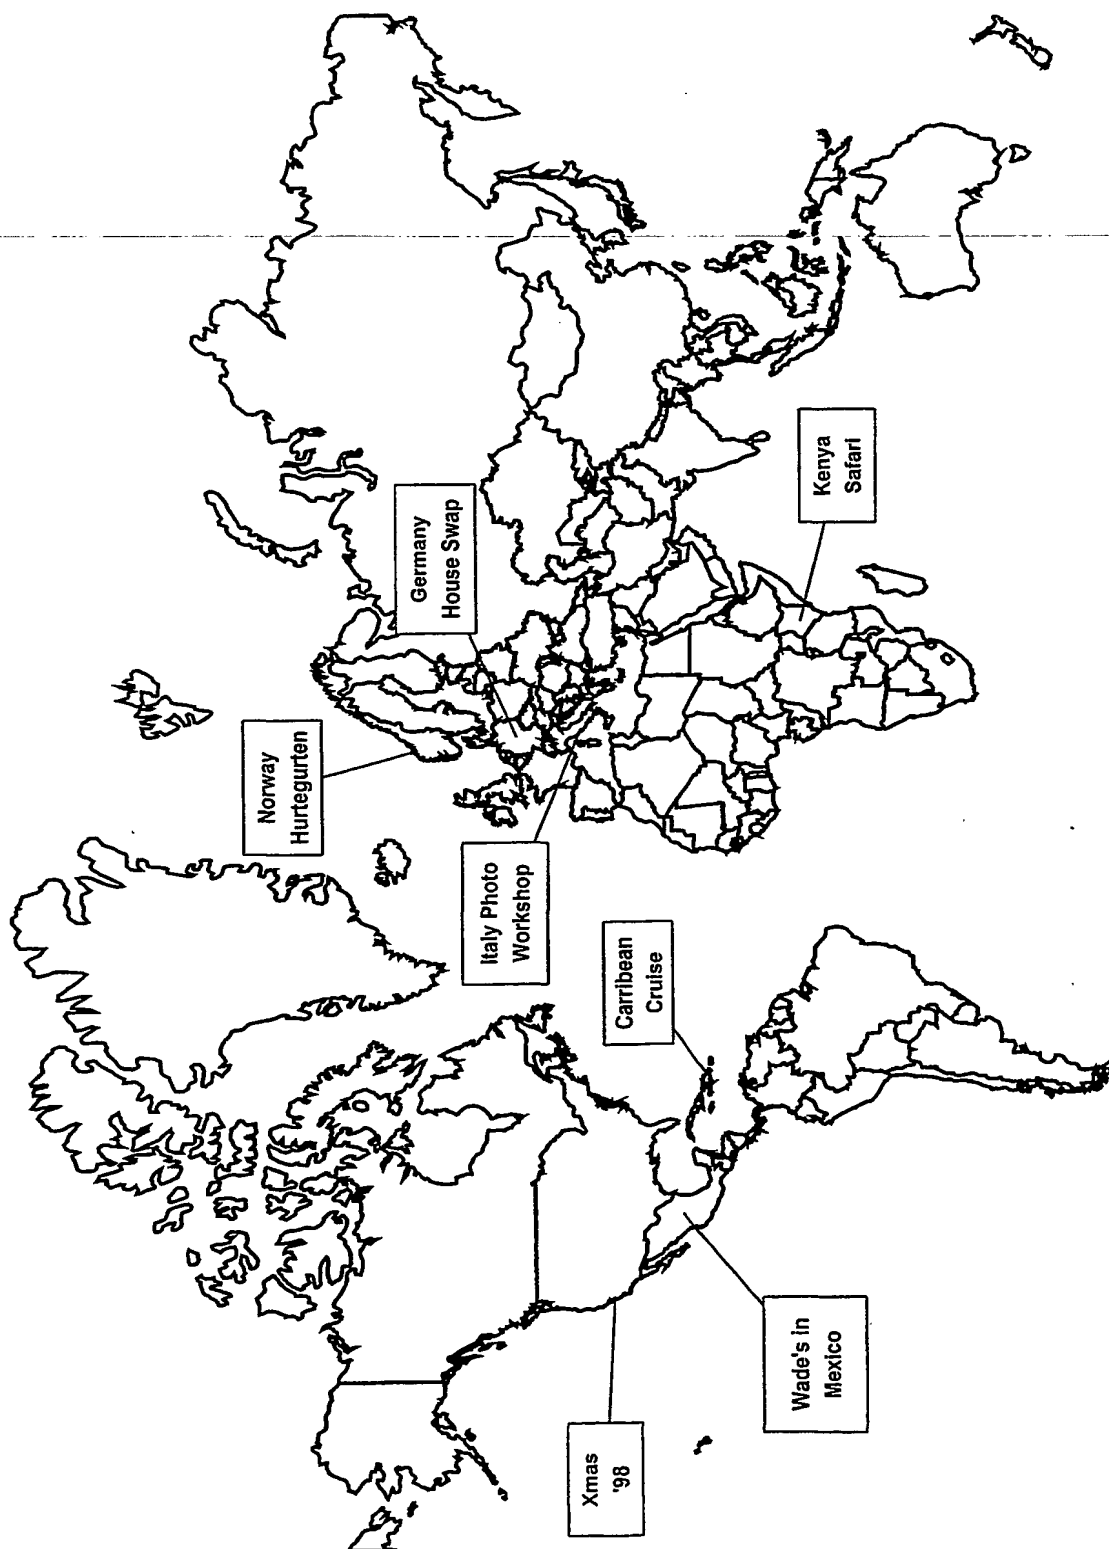 Norway
Hurtegurten
Germany
House Swap
Italy Photo
Workshop
Kenya
Safari
Carribean
Cruise
Xmas
'98
Wade's in
Mexico